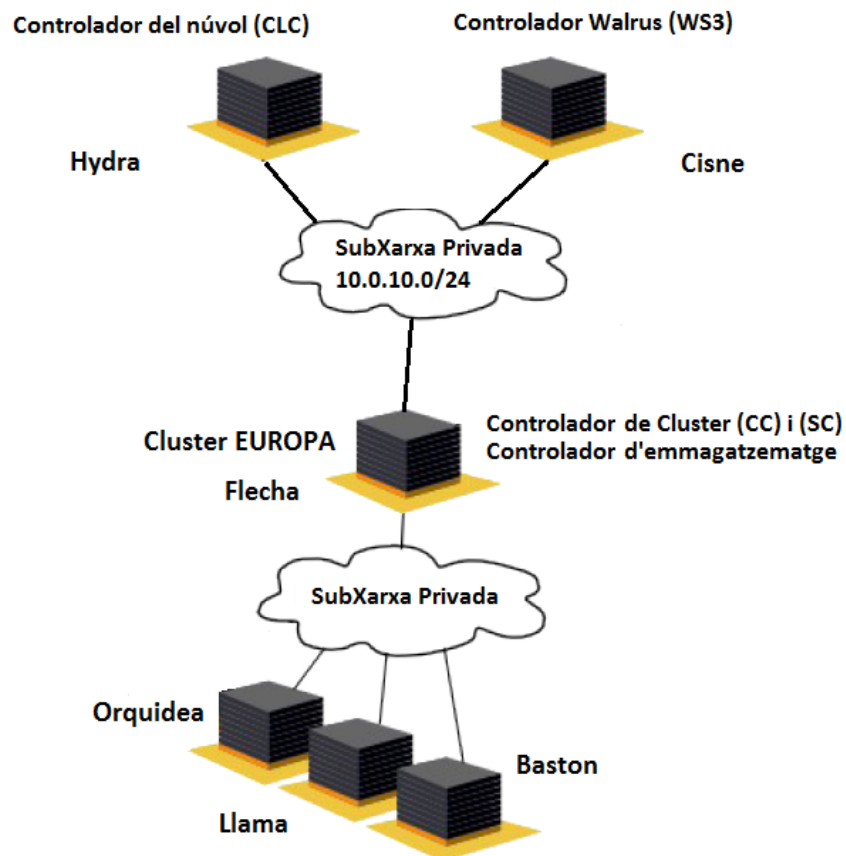 Controlador del núvol (CLC)
Controlador Walrus (WS3)
Hydra
Cisne
SubXarxa Privada
10.0.10.0/24
Cluster EUROPA
Flecha
Controlador de Cluster (CC) i (SC)
Controlador d'emmagatzematge
SubXarxa Privada
Orquidea
Llama
Baston